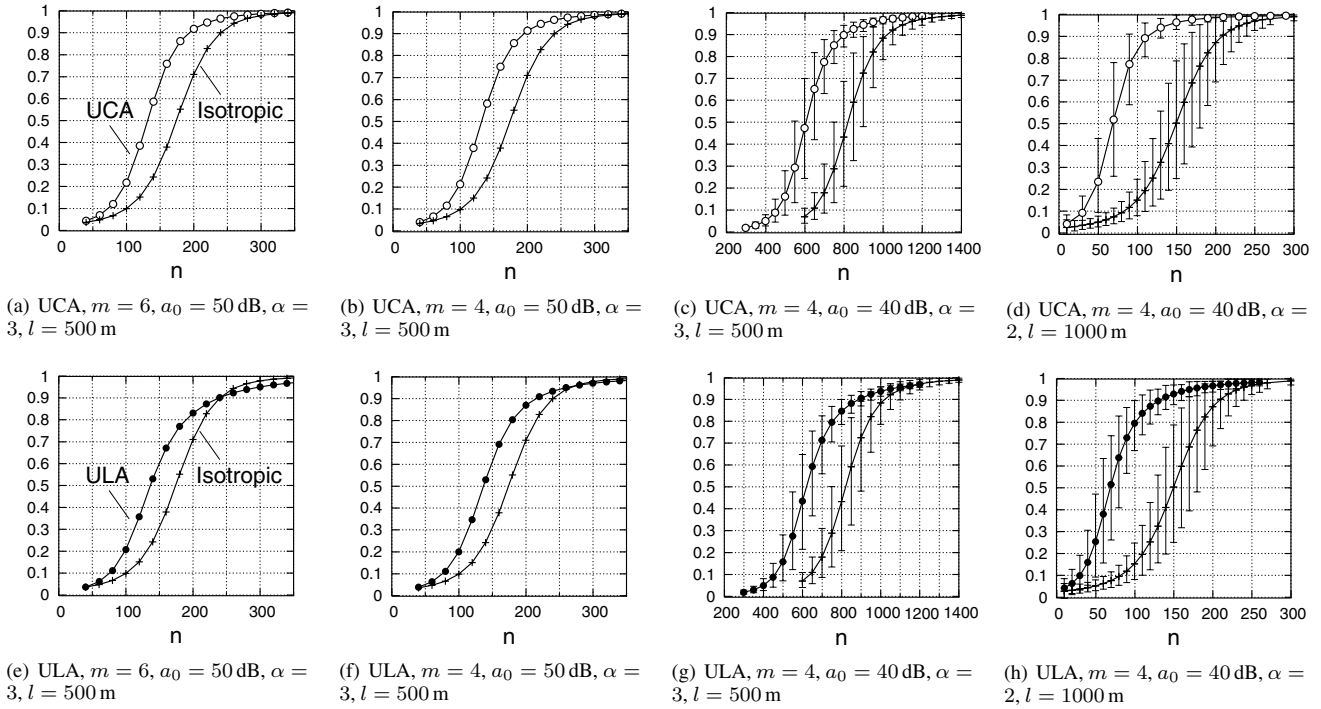 1
0.9
0.8
0.7
0.6
0.5
0.4
0.3
0.2
0.1
0
UCA
Isotropic
0 100 200 300
n
(a) UCA, m = 6, a0 = 50 dB, α =
3, l = 500 m
1
0.9
0.8
0.7
0.6
0.5
0.4
0.3
0.2
0.1
0
0 100 200 300
n
(b) UCA, m = 4, a0 = 50 dB, α =
3, l = 500 m
1
0.9
0.8
0.7
0.6
0.5
0.4
0.3
0.2
0.1
0
200 400 600 800 1000 1200 1400
n
(c) UCA, m = 4, a0 = 40 dB, α =
3, l = 500 m
1
0.9
0.8
0.7
0.6
0.5
0.4
0.3
0.2
0.1
0
0 50 100 150 200 250 300
n
(d) UCA, m = 4, a0 = 40 dB, α =
2, l = 1000 m
1
0.9
0.8
0.7
0.6
0.5
0.4
0.3
0.2
0.1
0
ULA
Isotropic
0 100 200 300
n
(e) ULA, m = 6, a0 = 50 dB, α =
3, l = 500 m
1
0.9
0.8
0.7
0.6
0.5
0.4
0.3
0.2
0.1
0
0 100 200 300
n
(f) ULA, m = 4, a0 = 50 dB, α =
3, l = 500 m
1
0.9
0.8
0.7
0.6
0.5
0.4
0.3
0.2
0.1
0
200 400 600 800 1000 1200 1400
n
(g) ULA, m = 4, a0 = 40 dB, α =
3, l = 500 m
1
0.9
0.8
0.7
0.6
0.5
0.4
0.3
0.2
0.1
0
0 50 100 150 200 250 300
n
(h) ULA, m = 4, a0 = 40 dB, α =
2, l = 1000 m